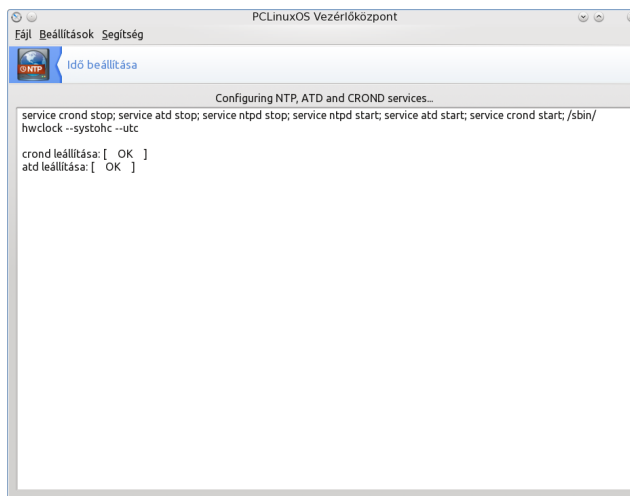 PCLinuxOS Vezérlőközpont
Fájl Beállítások Segítség
NTP
Idő beállítása
Configuring NTP, ATD and CROND services...
service crond stop; service atd stop; service ntpd stop; service ntpd start; service atd start; service crond start; /sbin/
hwclock --systohc --utc
crond leállítása: [ OK ]
atd leállítása: [ OK ]